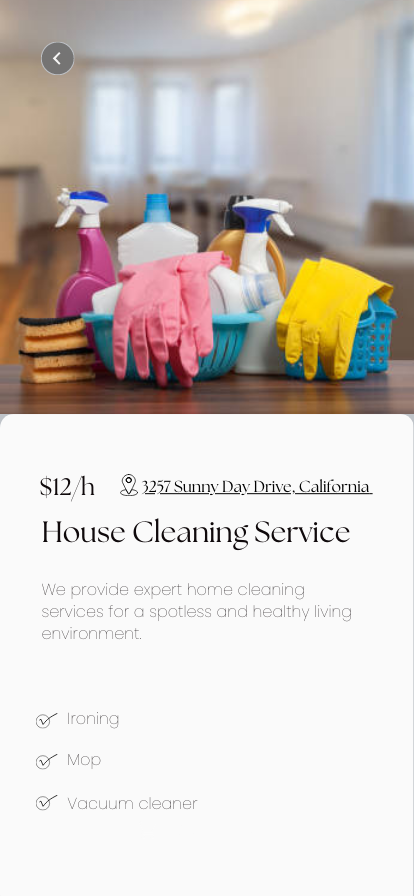 $12/h 3257 Sunny Day Drive, California
House Cleaning Service
We provide expert home cleaning
services for a spotless and healthy living
environment.
Ironing
Mop
Vacuum cleaner